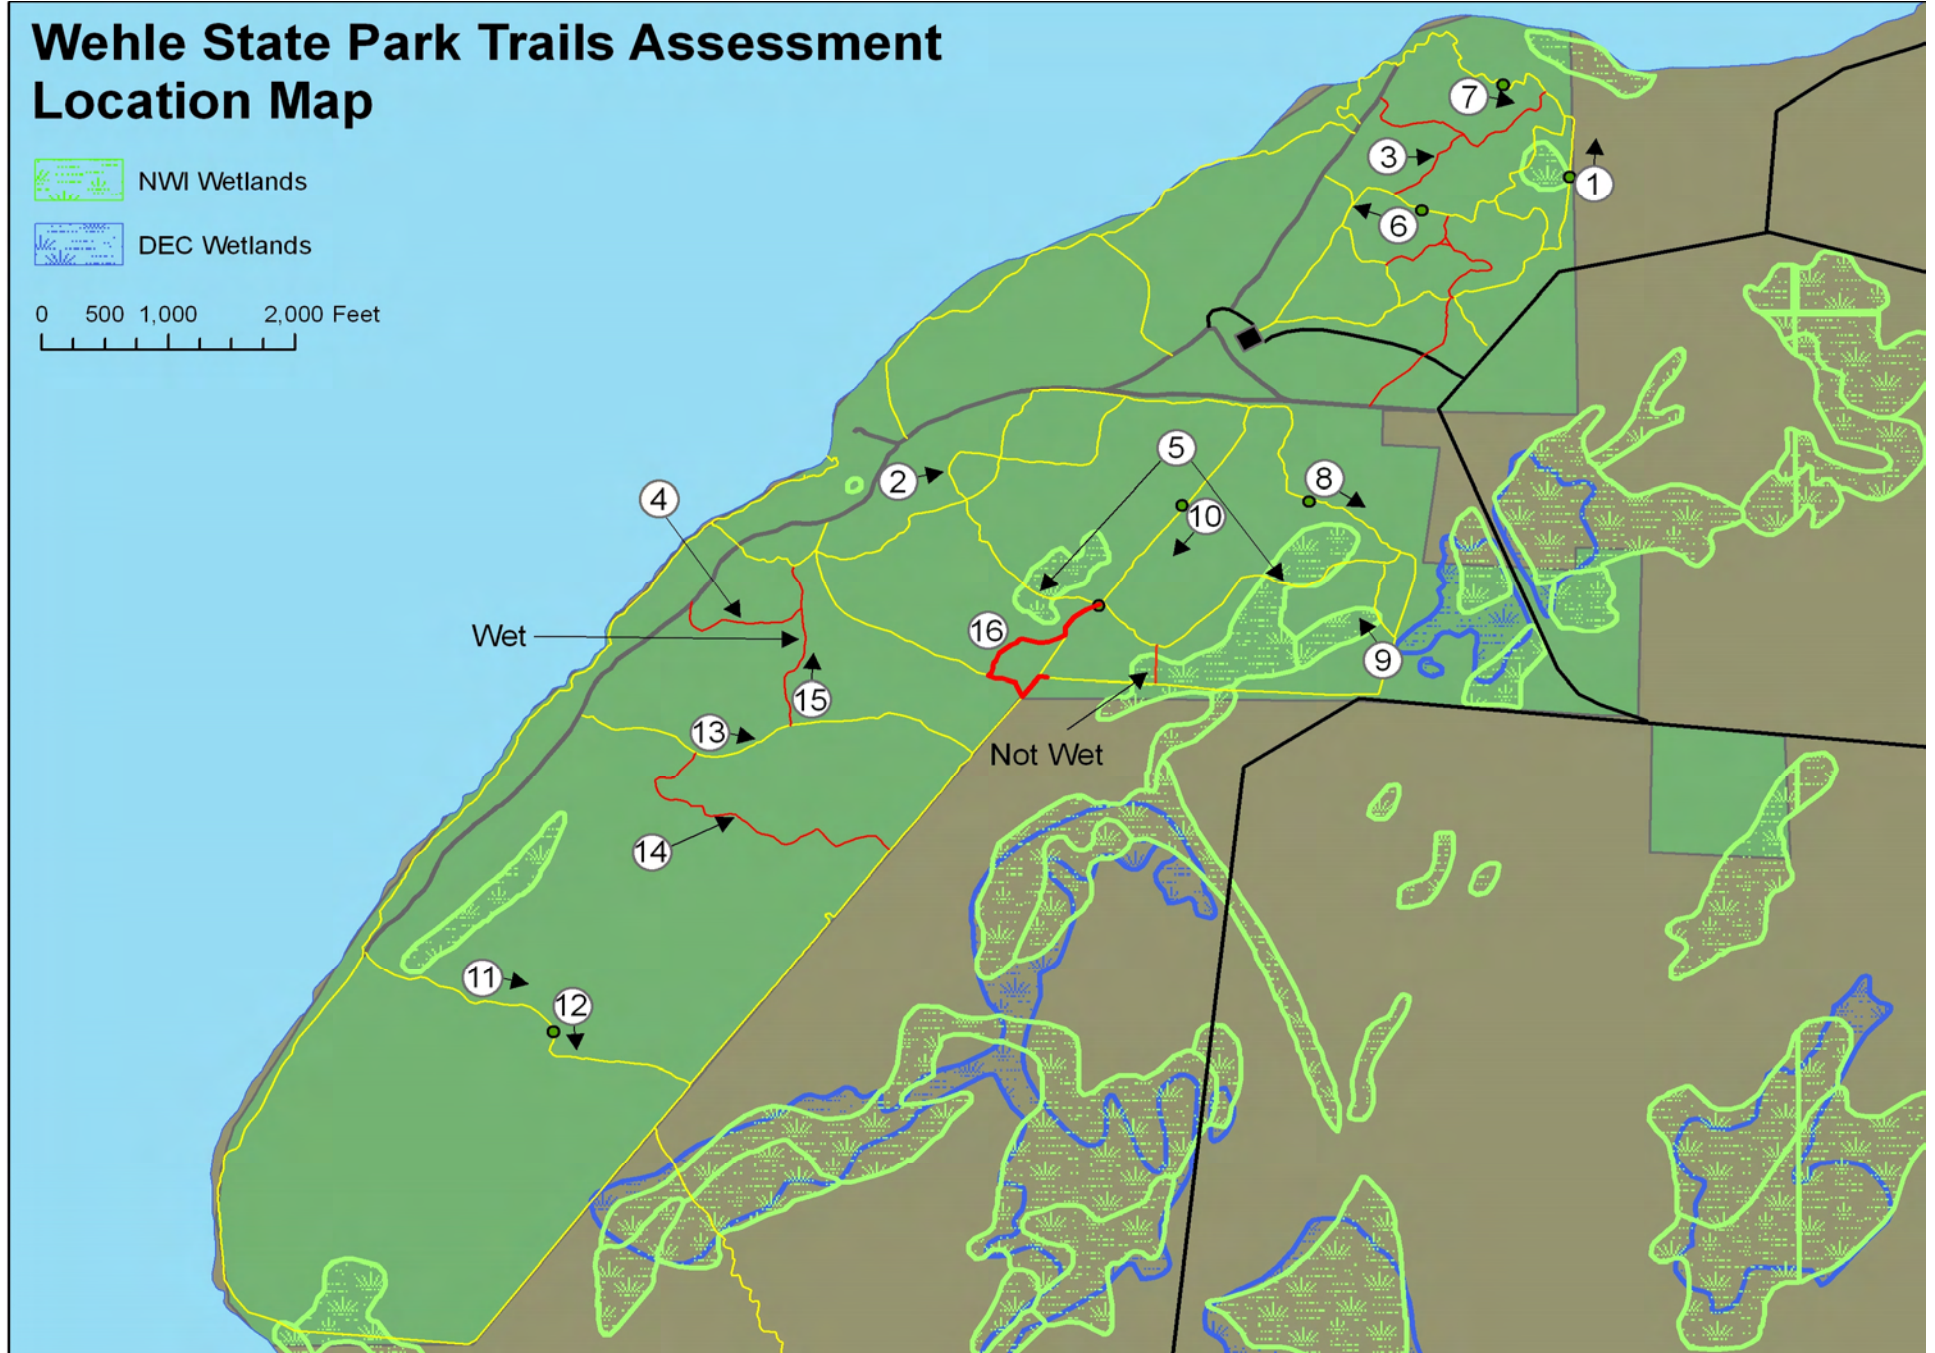 Wehle State Park Trails Assessment
Location Map
NWI Wetlands
DEC Wetlands
0 500 1,000 2,000 Feet
7
3
1
6
5
2
8
4
10
16
Wet
9
15
13
Not Wet
14
11
12